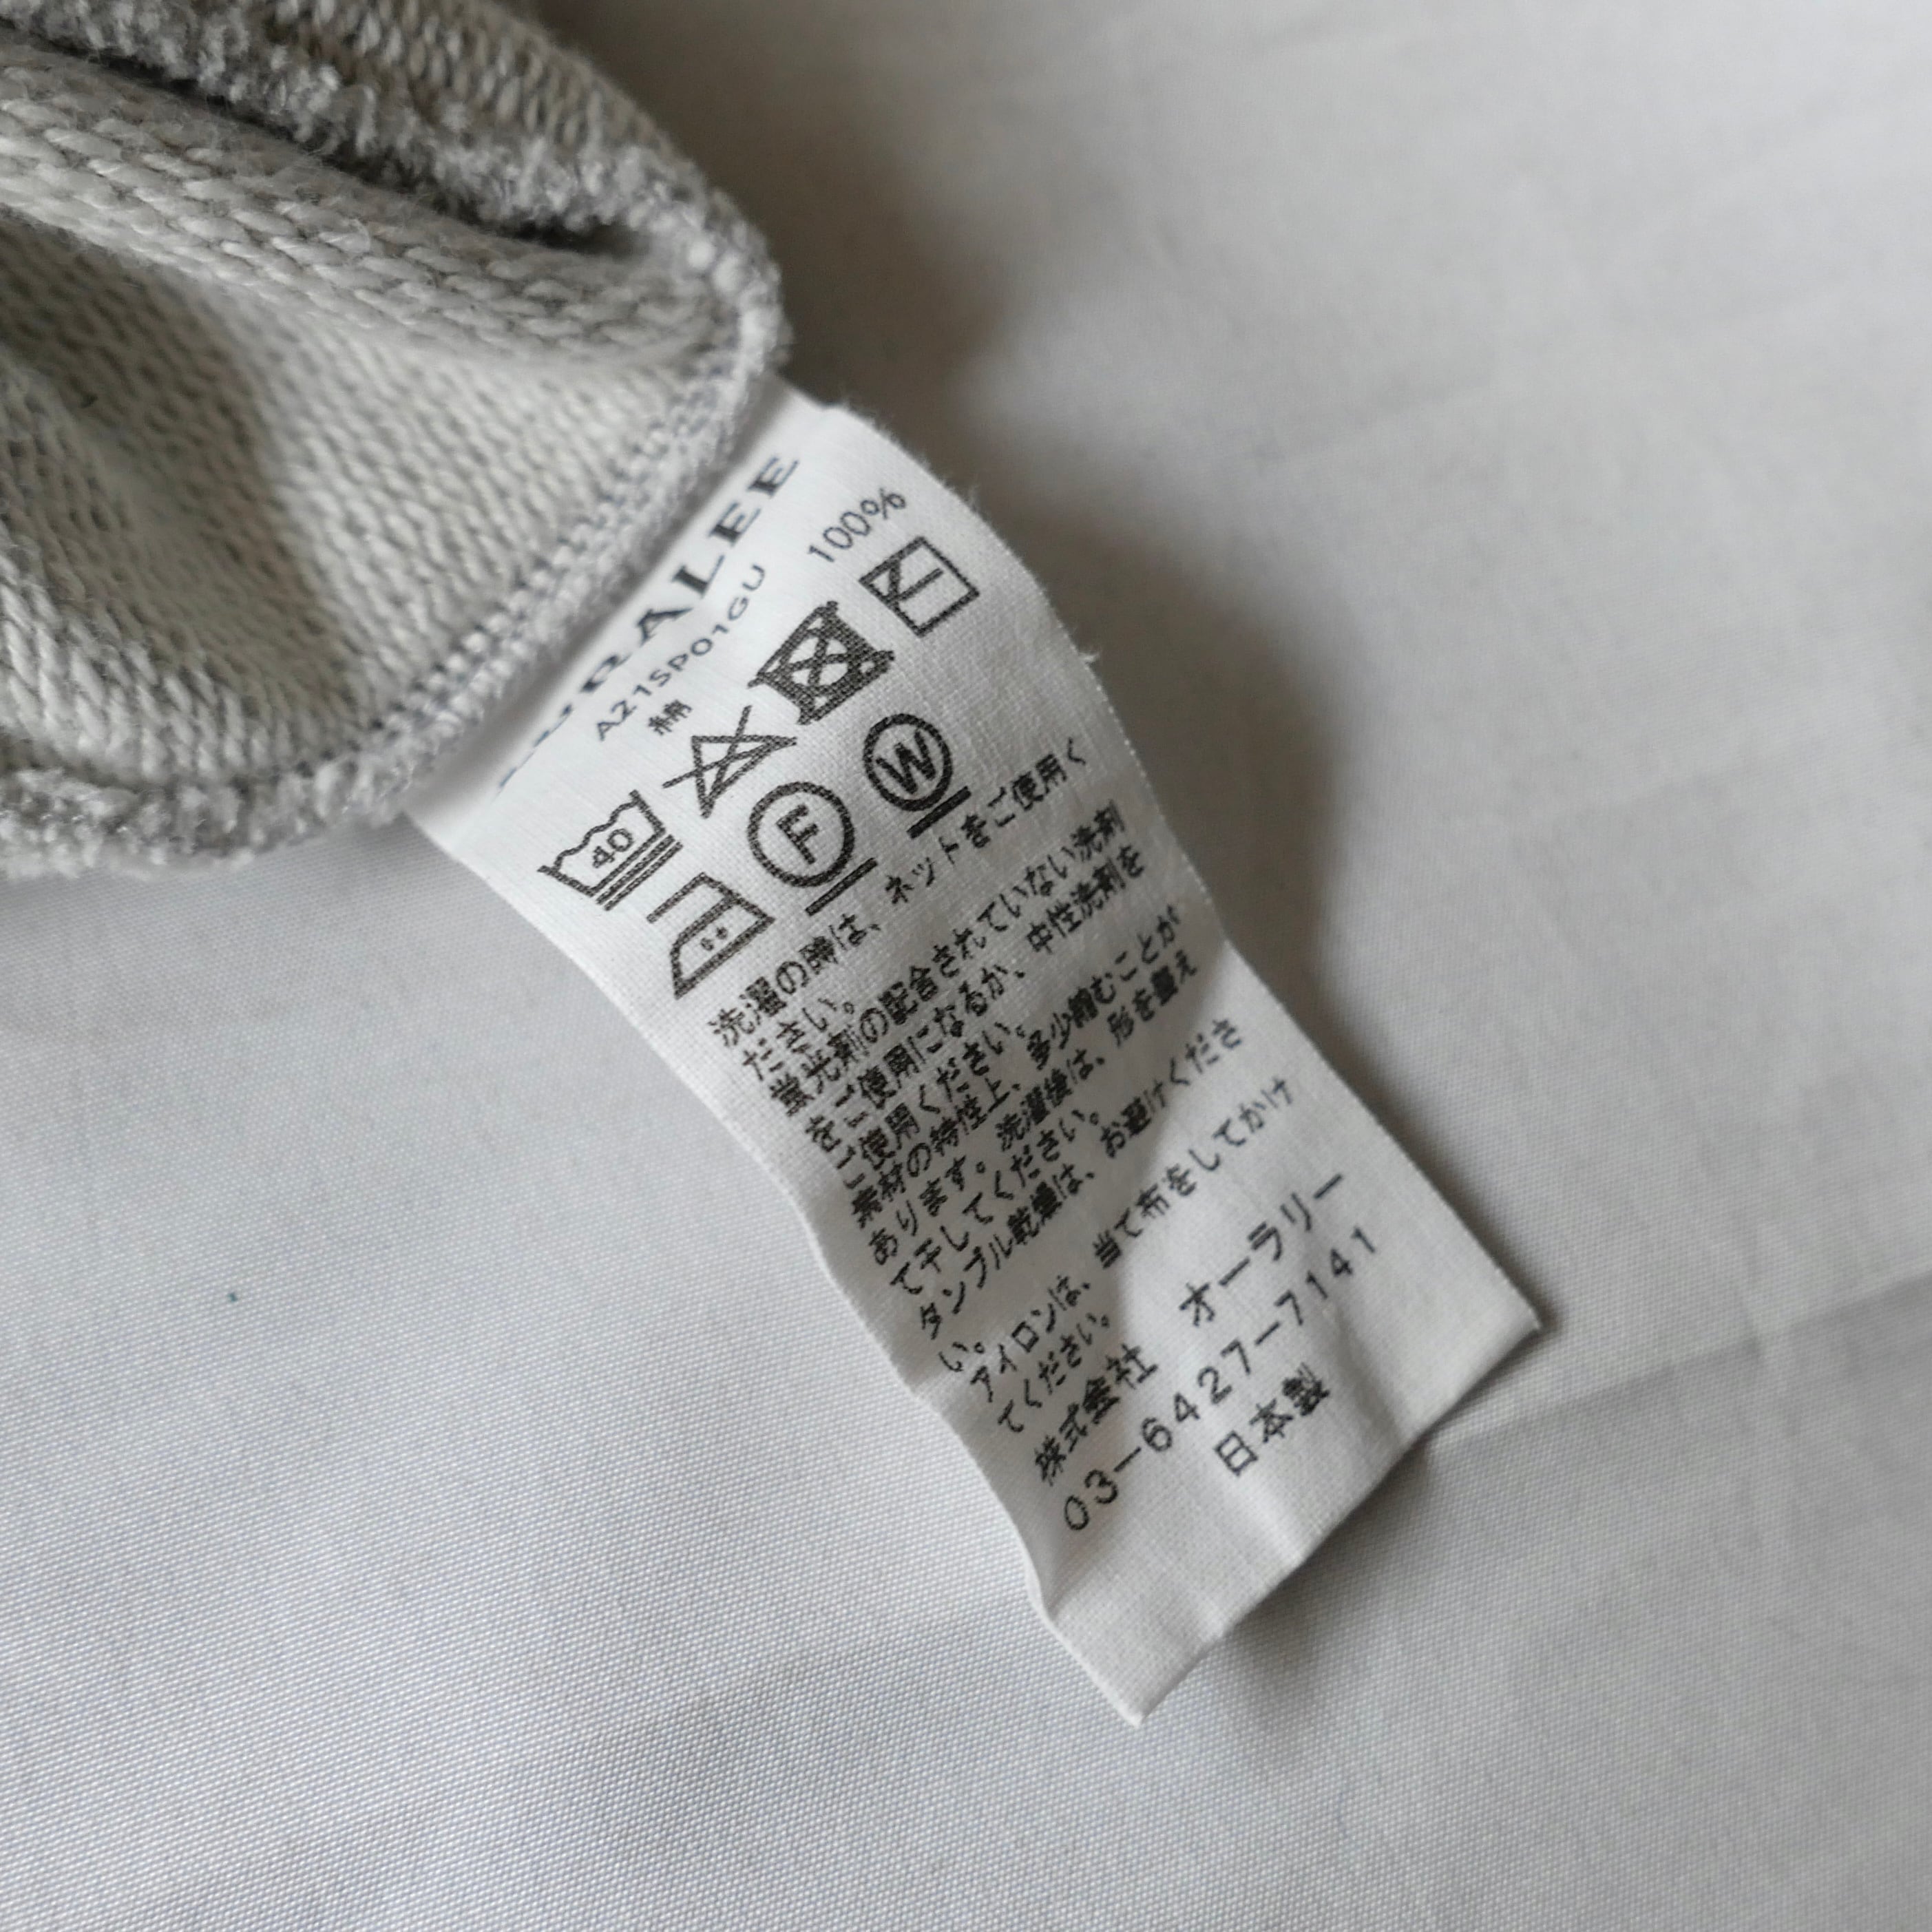 AURALEE
A21SP01GU
綿 100%
40
F W
洗濯の時は、ネットをご使用く
ださい。
蛍光剤の配合されていない洗剤
をご使用になるか、中性洗剤を
ご使用ください。
素材の特性上、多少縮むことが
あります。洗濯後は、形を整え
て干してください。
タンブル乾燥は、お避けくださ
い。
アイロンは、当て布をしてかけ
てください。
株式会社 オーラリー
03−6427−7141
日本製